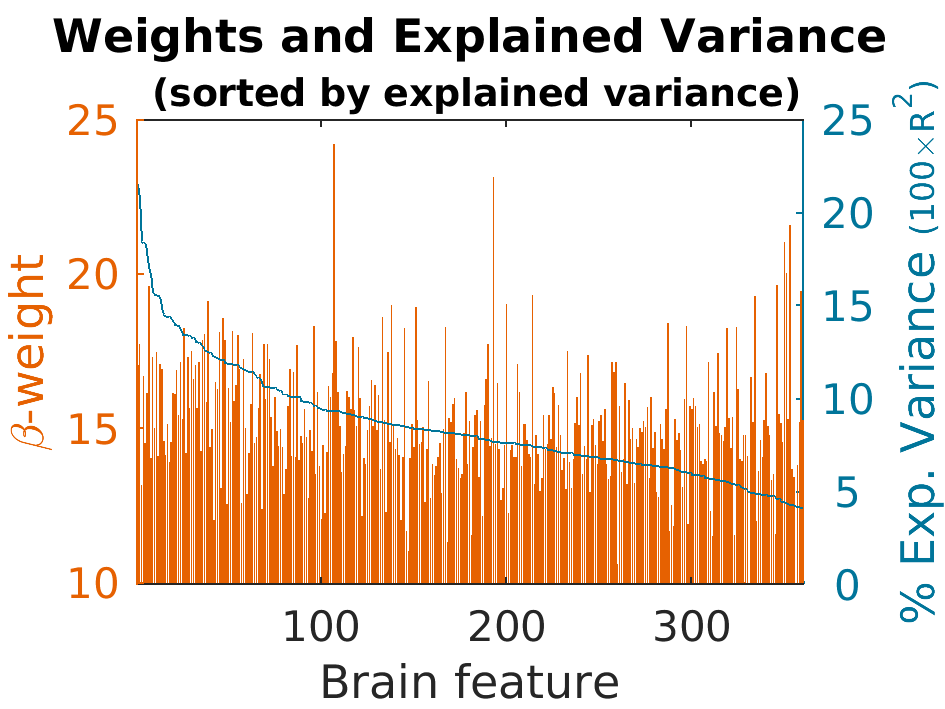 Weights and Explained Variance
(sorted by explained variance)
β-weight
25
20
15
10
25
20
15
10
5
0
% Exp. Variance (100×R²)
100
200
300
Brain feature